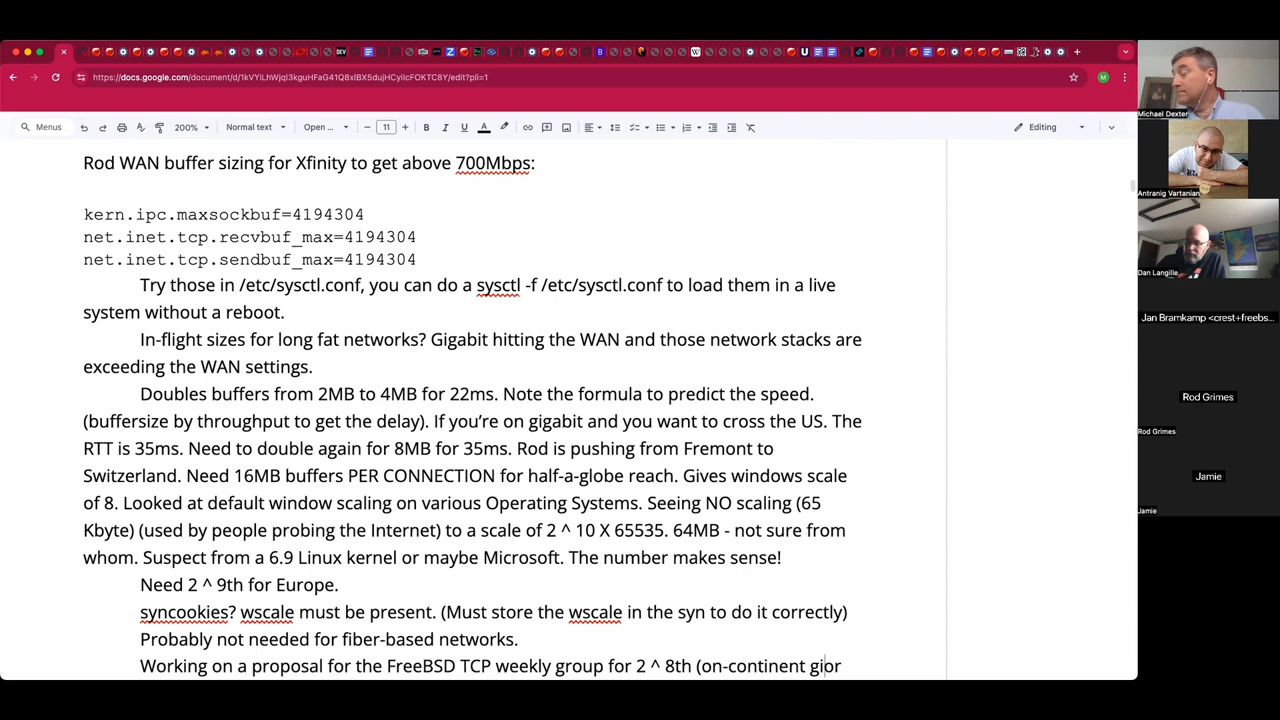 https://docs.google.com/document/d/1kVYiLhWjql3kguHFaG41Q8xlBX5dujHCyiIcFOKTC8Y/edit?pli=1
M
Menus
200%
Normal text
Open ...
11
Editing
Rod WAN buffer sizing for Xfinity to get above 700Mbps:
kern.ipc.maxsockbuf=4194304
net.inet.tcp.recvbuf_max=4194304
net.inet.tcp.sendbuf_max=4194304
Try those in /etc/sysctl.conf, you can do a sysctl -f /etc/sysctl.conf to load them in a live
system without a reboot.
In-flight sizes for long fat networks? Gigabit hitting the WAN and those network stacks are
exceeding the WAN settings.
Doubles buffers from 2MB to 4MB for 22ms. Note the formula to predict the speed.
(buffersize by throughput to get the delay). If you’re on gigabit and you want to cross the US. The
RTT is 35ms. Need to double again for 8MB for 35ms. Rod is pushing from Fremont to
Switzerland. Need 16MB buffers PER CONNECTION for half-a-globe reach. Gives windows scale
of 8. Looked at default window scaling on various Operating Systems. Seeing NO scaling (65
Kbyte) (used by people probing the Internet) to a scale of 2 ^ 10 X 65535. 64MB - not sure from
whom. Suspect from a 6.9 Linux kernel or maybe Microsoft. The number makes sense!
Need 2 ^ 9th for Europe.
syncookies? wscale must be present. (Must store the wscale in the syn to do it correctly)
Probably not needed for fiber-based networks.
Working on a proposal for the FreeBSD TCP weekly group for 2 ^ 8th (on-continent gior
Michael Dexter
Antranig Vartanian
Dan Langille
Jan Bramkamp <crest+freebs...
Rod Grimes
Rod Grimes
Jamie
Jamie